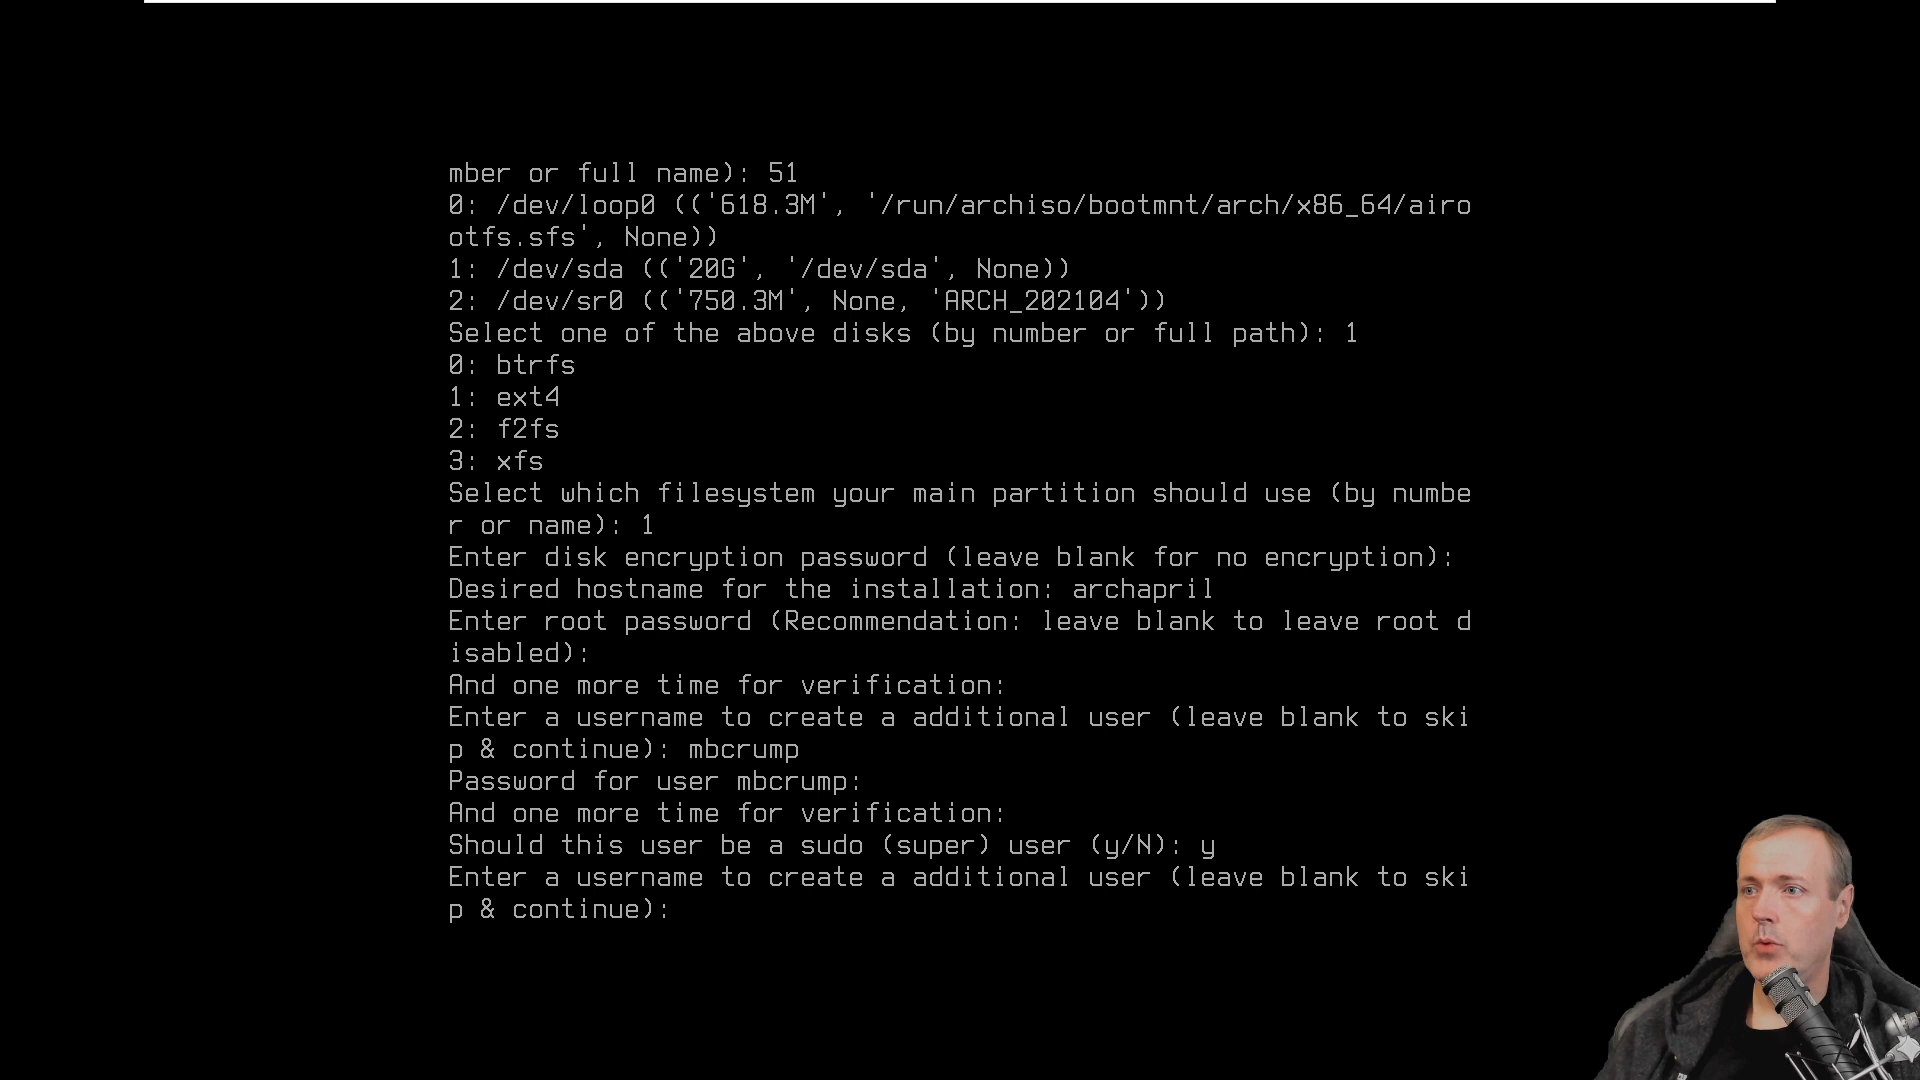 mber or full name): 51
0: /dev/loop0 (('618.3M', '/run/archiso/bootmnt/arch/x86_64/airo
otfs.sfs', None))
1: /dev/sda (('20G', '/dev/sda', None))
2: /dev/sr0 (('750.3M', None, 'ARCH_202104'))
Select one of the above disks (by number or full path): 1
0: btrfs
1: ext4
2: f2fs
3: xfs
Select which filesystem your main partition should use (by numbe
r or name): 1
Enter disk encryption password (leave blank for no encryption):
Desired hostname for the installation: archapril
Enter root password (Recommendation: leave blank to leave root d
isabled):
And one more time for verification:
Enter a username to create a additional user (leave blank to ski
p & continue): mbcrump
Password for user mbcrump:
And one more time for verification:
Should this user be a sudo (super) user (y/N): y
Enter a username to create a additional user (leave blank to ski
p & continue):